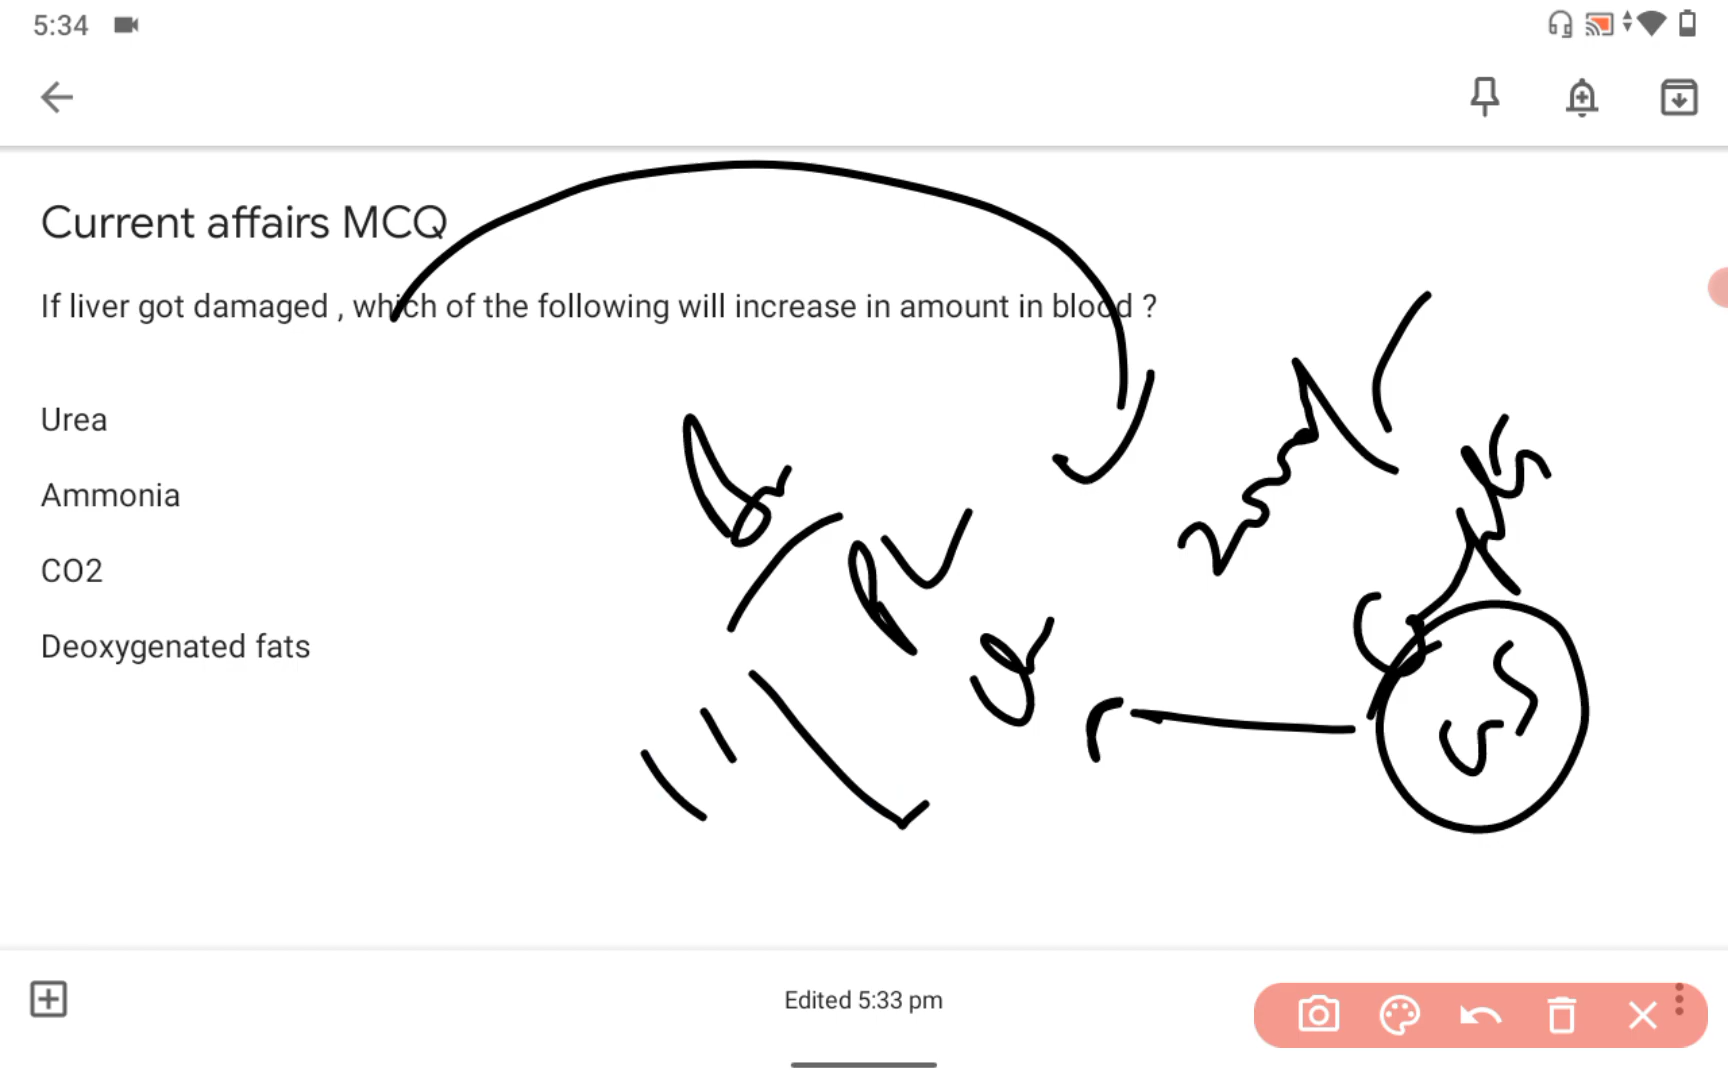 5:34
Current affairs MCQ
If liver got damaged , which of the following will increase in amount in blood ?
Urea
Ammonia
CO2
Deoxygenated fats
Edited 5:33 pm